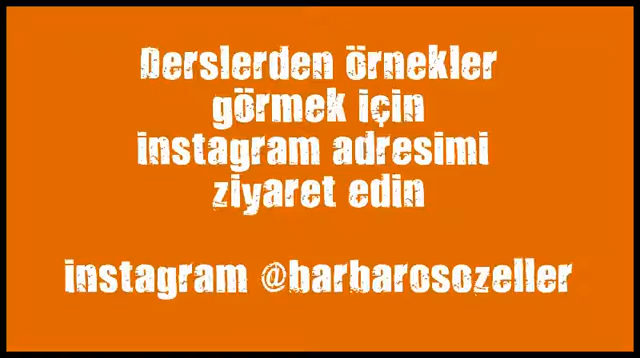 Derslerden örnekler
görmek için
instagram adresimi
ziyaret edin
instagram @barbarosozeller